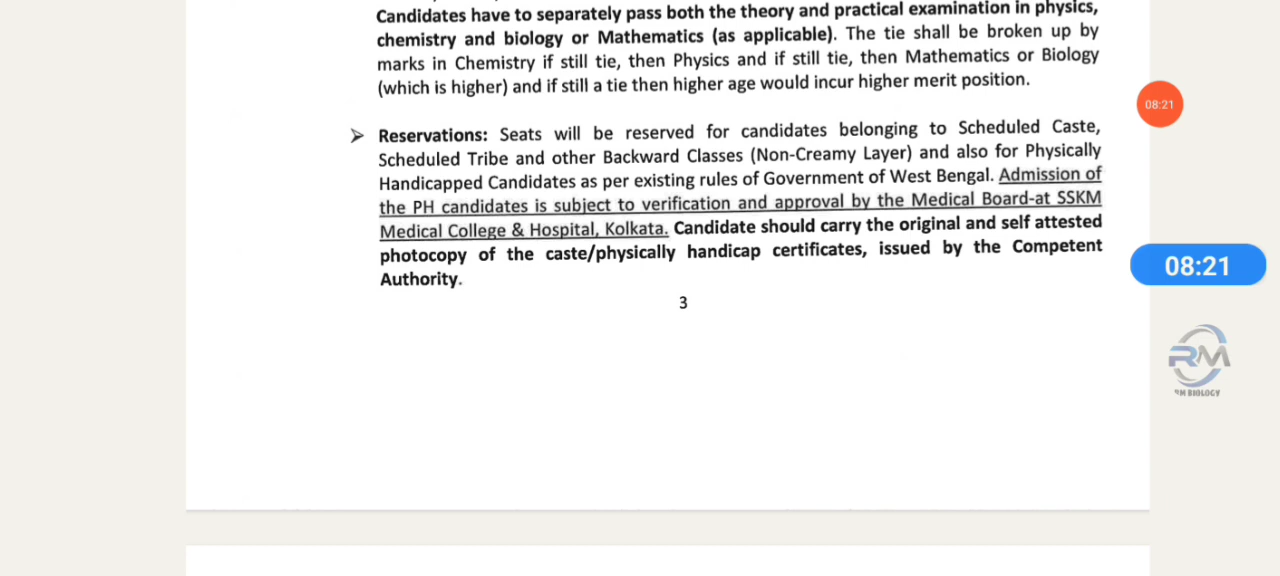 Candidates have to separately pass both the theory and practical examination in physics,
chemistry and biology or Mathematics (as applicable). The tie shall be broken up by
marks in Chemistry if still tie, then Physics and if still tie, then Mathematics or Biology
(which is higher) and if still a tie then higher age would incur higher merit position.
➢ Reservations: Seats will be reserved for candidates belonging to Scheduled Caste,
Scheduled Tribe and other Backward Classes (Non-Creamy Layer) and also for Physically
Handicapped Candidates as per existing rules of Government of West Bengal. Admission of
the PH candidates is subject to verification and approval by the Medical Board-at SSKM
Medical College & Hospital, Kolkata. Candidate should carry the original and self attested
photocopy of the caste/physically handicap certificates, issued by the Competent
Authority.
3
08:21
08:21
RM
RM BIOLOGY